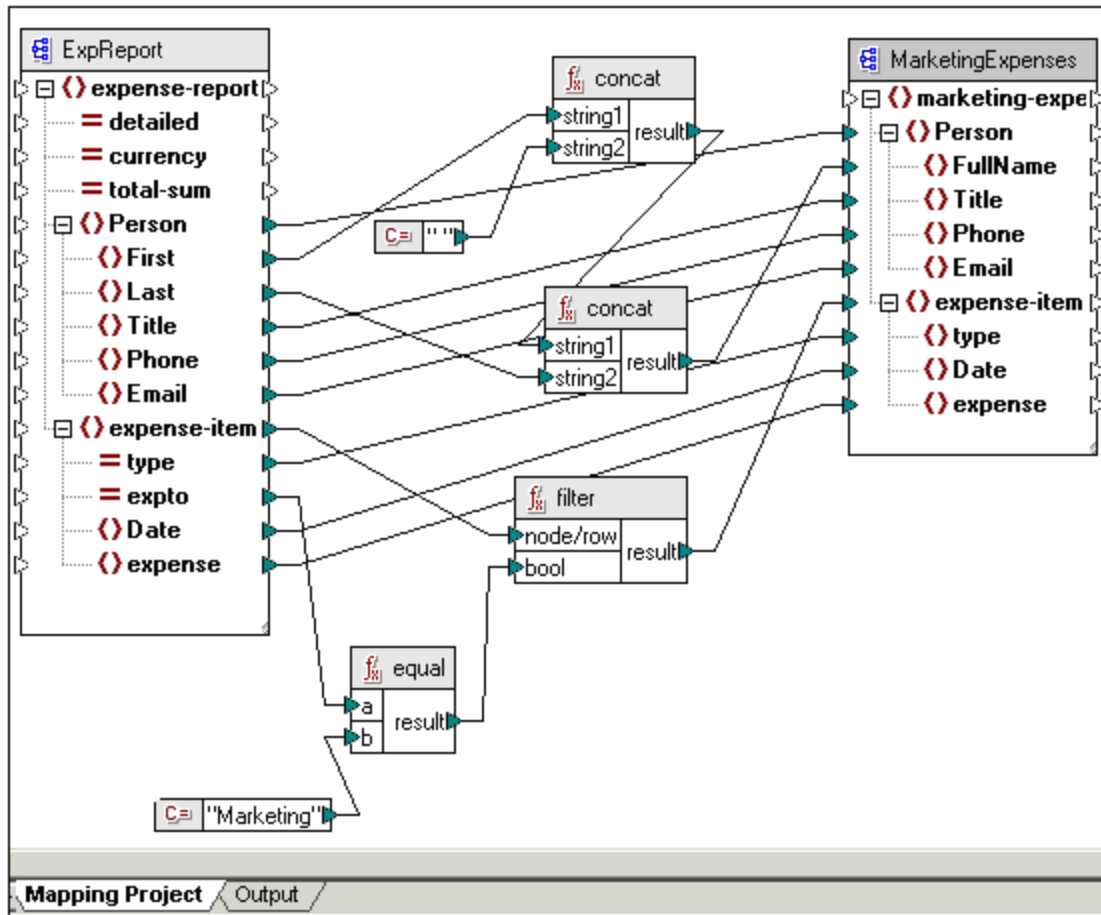 ExpReport
expense-report
detailed
currency
total-sum
Person
First
Last
Title
Phone
Email
expense-item
type
expto
Date
expense
concat
string1
string2
result
C= " "
concat
string1
string2
result
filter
node/row
bool
result
equal
a
b
result
C= "Marketing"
MarketingExpenses
marketing-expe
Person
FullName
Title
Phone
Email
expense-item
type
Date
expense
Mapping Project
Output